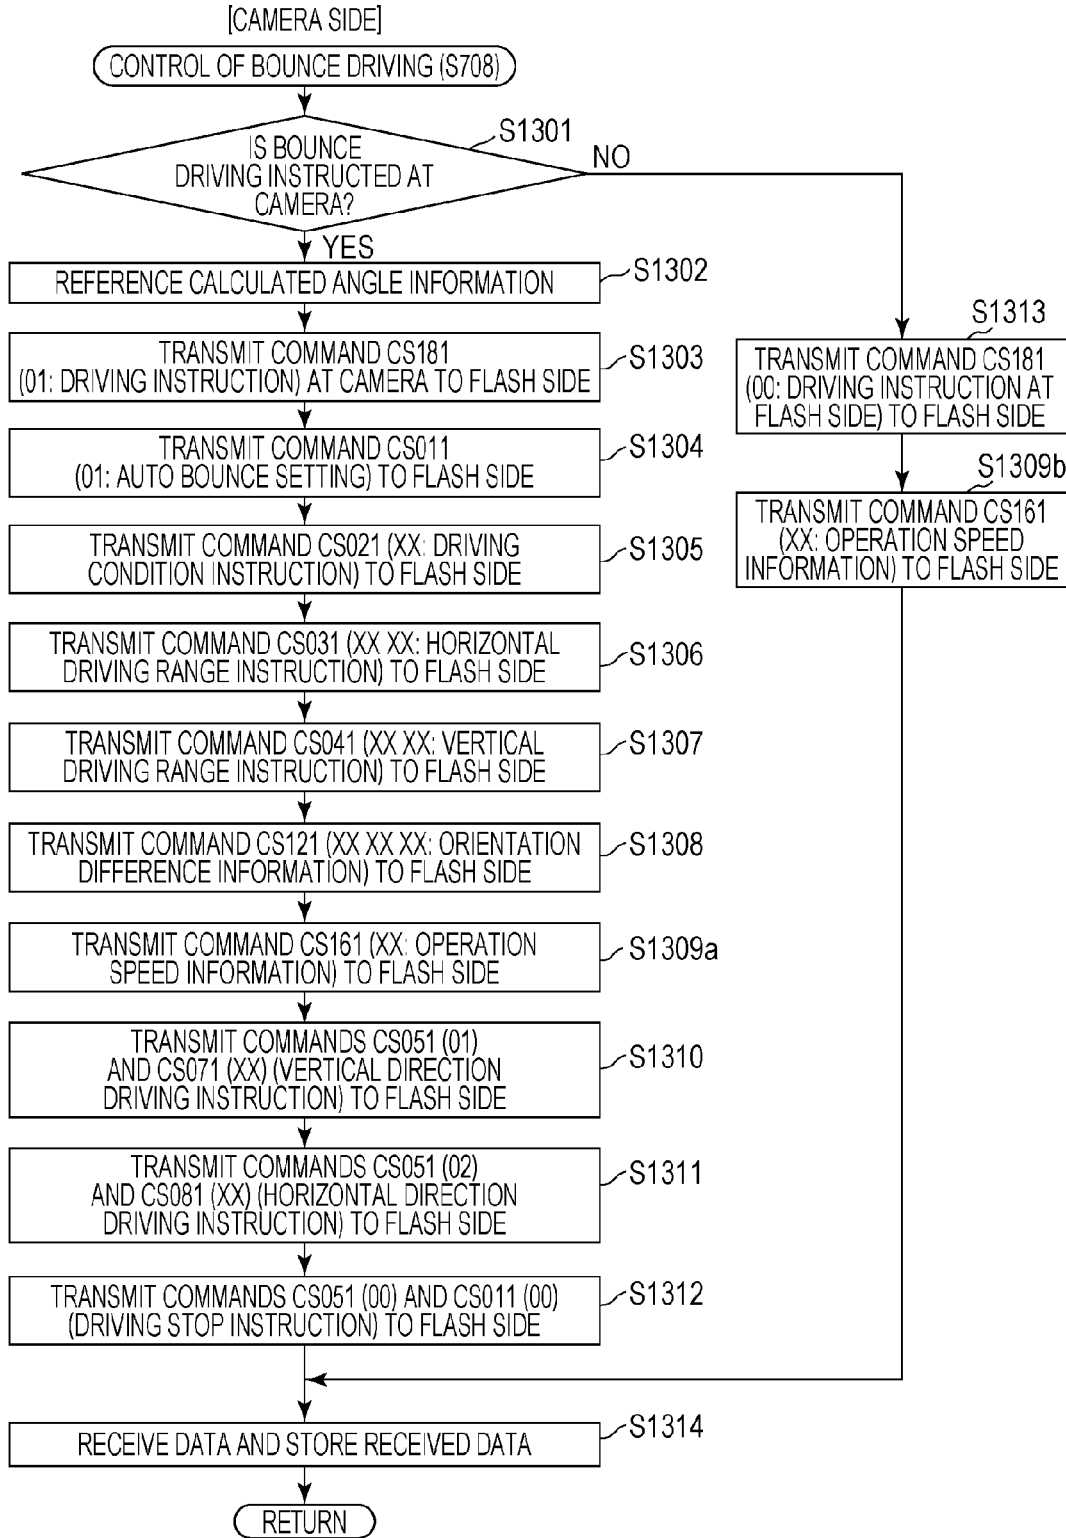 [CAMERA SIDE]
CONTROL OF BOUNCE DRIVING (S708)
S1301
IS BOUNCE
DRIVING INSTRUCTED AT
CAMERA?
NO
YES
REFERENCE CALCULATED ANGLE INFORMATION
S1302
TRANSMIT COMMAND CS181
(01: DRIVING INSTRUCTION) AT CAMERA TO FLASH SIDE
S1303
TRANSMIT COMMAND CS011
(01: AUTO BOUNCE SETTING) TO FLASH SIDE
S1304
TRANSMIT COMMAND CS021 (XX: DRIVING
CONDITION INSTRUCTION) TO FLASH SIDE
S1305
TRANSMIT COMMAND CS031 (XX XX: HORIZONTAL
DRIVING RANGE INSTRUCTION) TO FLASH SIDE
S1306
TRANSMIT COMMAND CS041 (XX XX: VERTICAL
DRIVING RANGE INSTRUCTION) TO FLASH SIDE
S1307
TRANSMIT COMMAND CS121 (XX XX XX: ORIENTATION
DIFFERENCE INFORMATION) TO FLASH SIDE
S1308
TRANSMIT COMMAND CS161 (XX: OPERATION
SPEED INFORMATION) TO FLASH SIDE
S1309a
TRANSMIT COMMANDS CS051 (01)
AND CS071 (XX) (VERTICAL DIRECTION
DRIVING INSTRUCTION) TO FLASH SIDE
S1310
TRANSMIT COMMANDS CS051 (02)
AND CS081 (XX) (HORIZONTAL DIRECTION
DRIVING INSTRUCTION) TO FLASH SIDE
S1311
TRANSMIT COMMANDS CS051 (00) AND CS011 (00)
(DRIVING STOP INSTRUCTION) TO FLASH SIDE
S1312
S1313
TRANSMIT COMMAND CS181
(00: DRIVING INSTRUCTION AT
FLASH SIDE) TO FLASH SIDE
S1309b
TRANSMIT COMMAND CS161
(XX: OPERATION SPEED
INFORMATION) TO FLASH SIDE
RECEIVE DATA AND STORE RECEIVED DATA
S1314
RETURN